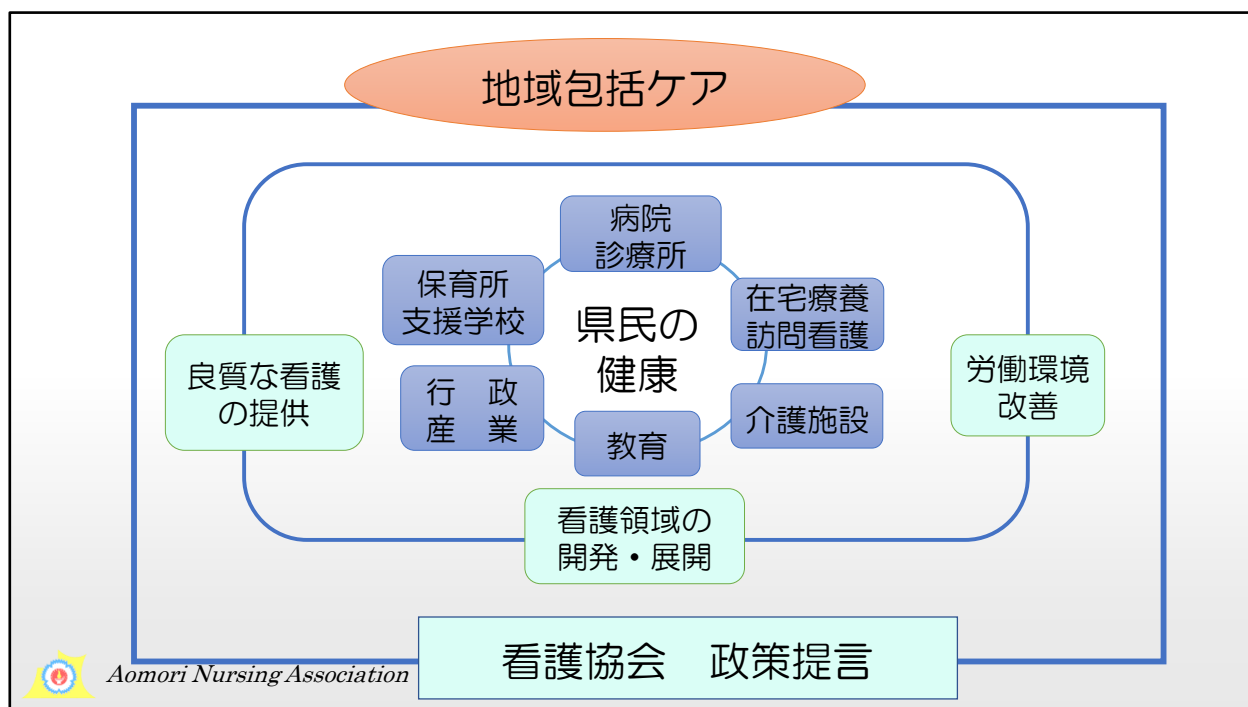 地域包括ケア
病院
診療所
保育所
支援学校
在宅療養
訪問看護
県民の
健康
良質な看護
の提供
労働環境
改善
行　政
産　業
介護施設
教育
看護領域の
開発・展開
看護協会　政策提言
Aomori Nursing Association